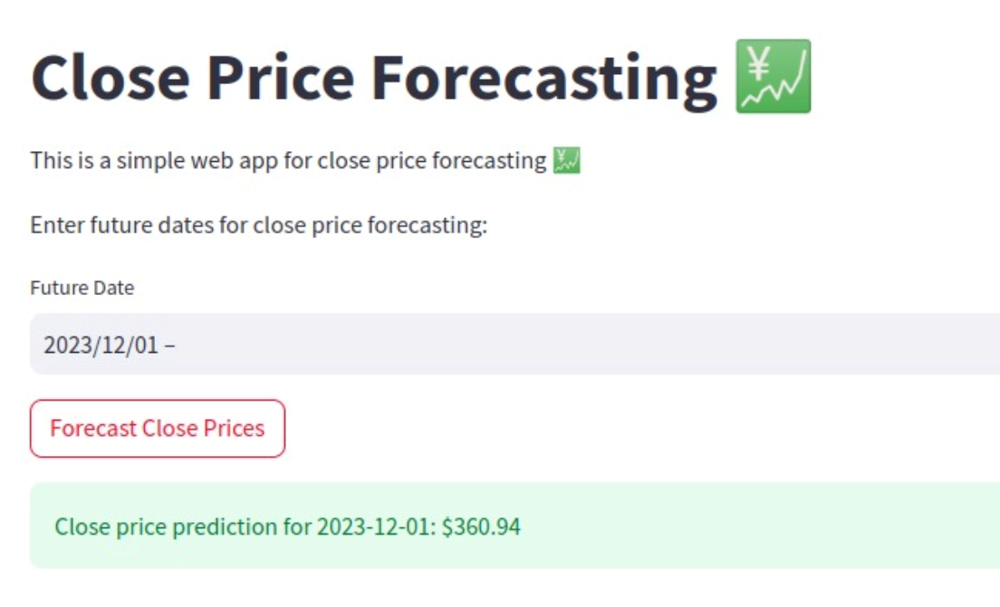 Close Price Forecasting 💹
This is a simple web app for close price forecasting 💹
Enter future dates for close price forecasting:
Future Date
2023/12/01 –
Forecast Close Prices
Close price prediction for 2023-12-01: $360.94